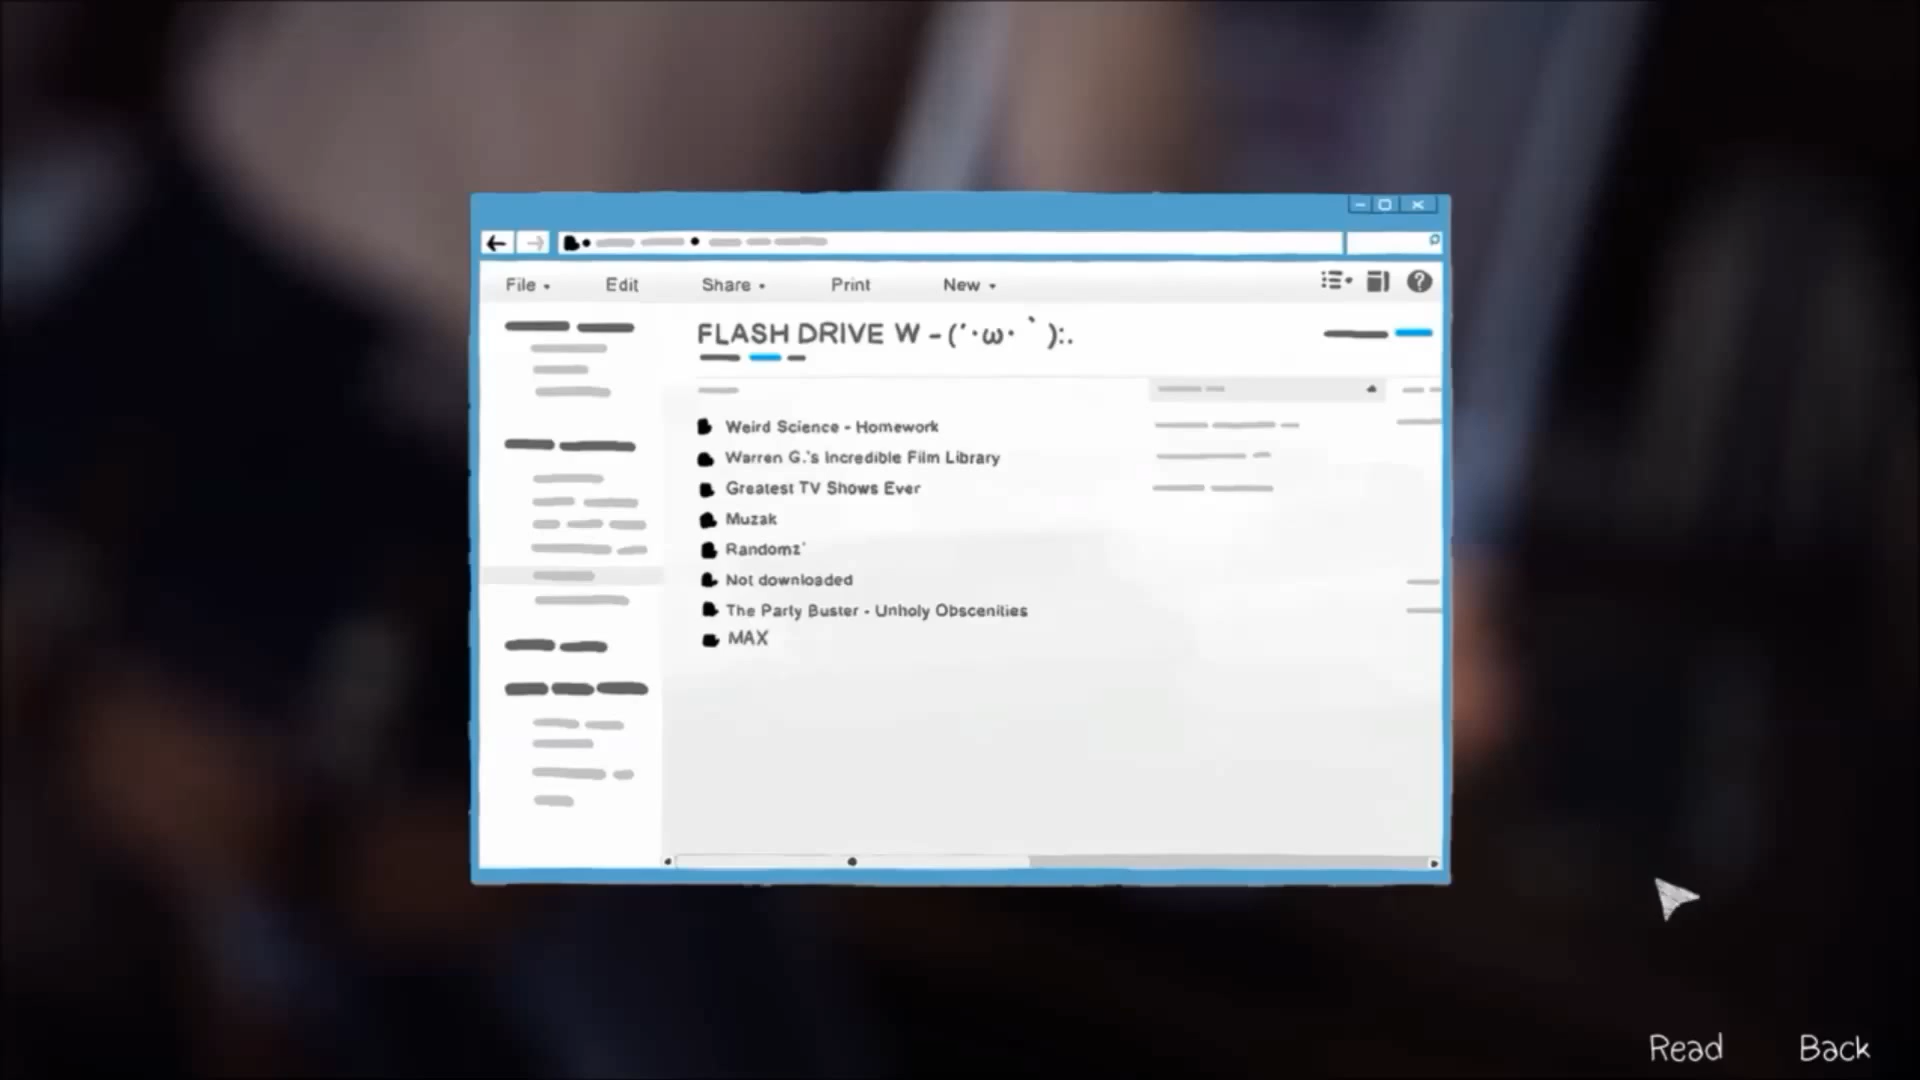 File Edit Share Print New
FLASH DRIVE W - (´・ω・｀):.
Weird Science - Homework
Warren G.'s Incredible Film Library
Greatest TV Shows Ever
Muzak
Randomz'
Not downloaded
The Party Buster - Unholy Obscenities
MAX
Read Back